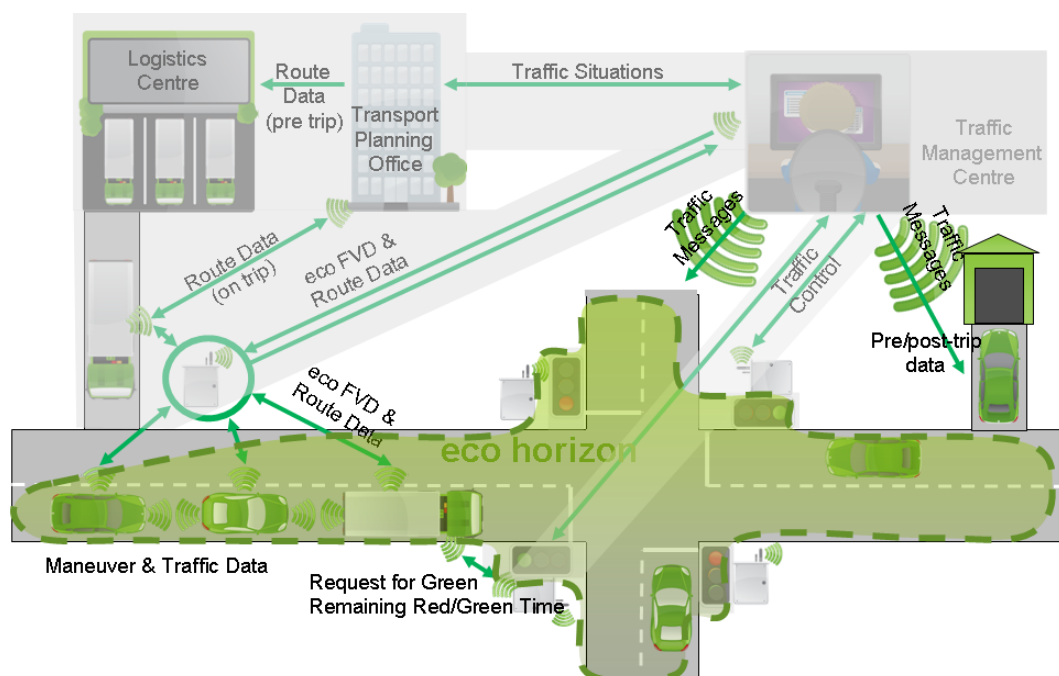 Logistics
Centre
Route
Data
(pre trip)
Transport
Planning
Office
Traffic Situations
Traffic
Management
Centre
Traffic
Messages
Traffic
Messages
Route Data
(on trip)
eco FVD &
Route Data
Traffic
Control
Pre/post-trip
data
eco FVD &
Route Data
eco horizon
Maneuver & Traffic Data
Request for Green
Remaining Red/Green Time